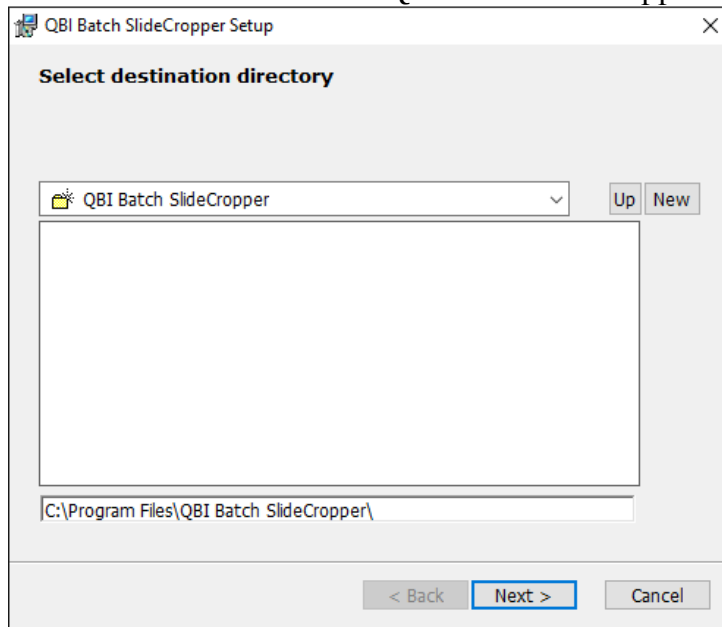 QBI Batch SlideCropper Setup
Select destination directory
QBI Batch SlideCropper
Up New
C:\Program Files\QBI Batch SlideCropper\
< Back Next > Cancel